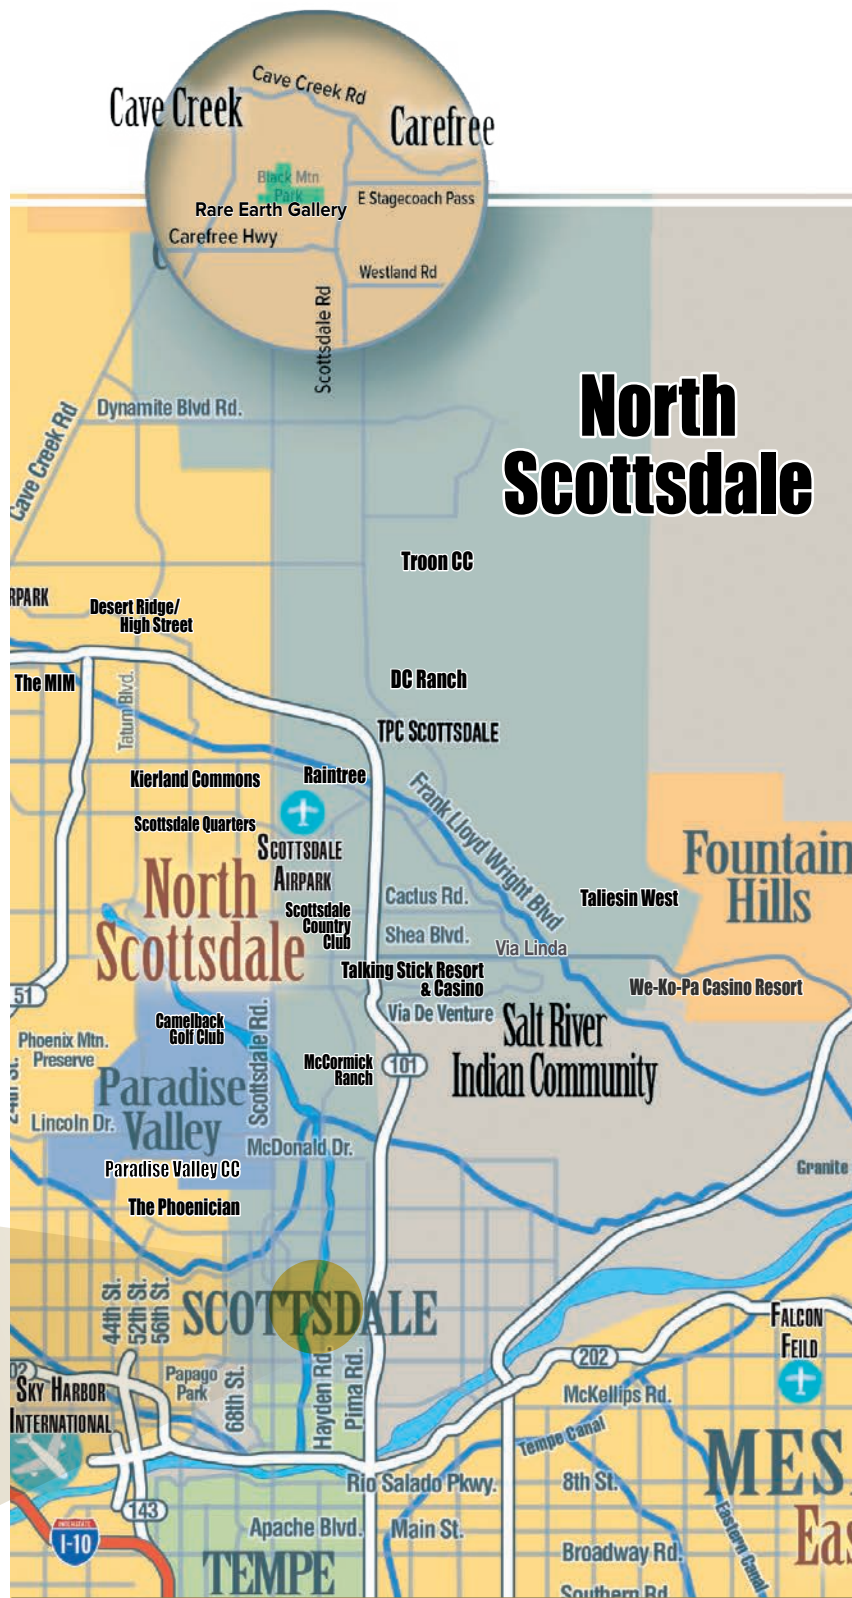 Cave Creek Rd
Cave Creek
Carefree
Black Mtn
Park
E Stagecoach Pass
Rare Earth Gallery
Carefree Hwy
Westland Rd
Scottsdale Rd
North
Scottsdale
Dynamite Blvd Rd.
Cave Creek Rd
Troon CC
RPARK
Desert Ridge/
High Street
The MIM
DC Ranch
Tatum Blvd.
TPC SCOTTSDALE
Kierland Commons
Raintree
Frank Lloyd Wright Blvd
Scottsdale Quarters
SCOTTSDALE
AIRPARK
Fountain
Hills
North
Scottsdale
Cactus Rd.
Taliesin West
Scottsdale
Country
Club
Shea Blvd.
Via Linda
Talking Stick Resort
& Casino
We-Ko-Pa Casino Resort
51
Via De Venture
Salt River
Indian Community
Camelback
Golf Club
Scottsdale Rd.
Phoenix Mtn.
Preserve
McCormick
Ranch
101
24th St.
Paradise
Valley
Lincoln Dr.
McDonald Dr.
Paradise Valley CC
Granite
The Phoenician
44th St.
52th St.
56th St.
SCOTTSDALE
FALCON
FEILD
202
SKY HARBOR
INTERNATIONAL
Papago
Park
68th St.
Hayden Rd.
Pima Rd.
McKellips Rd.
Tempe Canal
MES
Eas
Rio Salado Pkwy.
8th St.
143
INTERSTATE
I-10
Apache Blvd.
Main St.
Eastern Canal
Broadway Rd.
TEMPE
Southern Rd